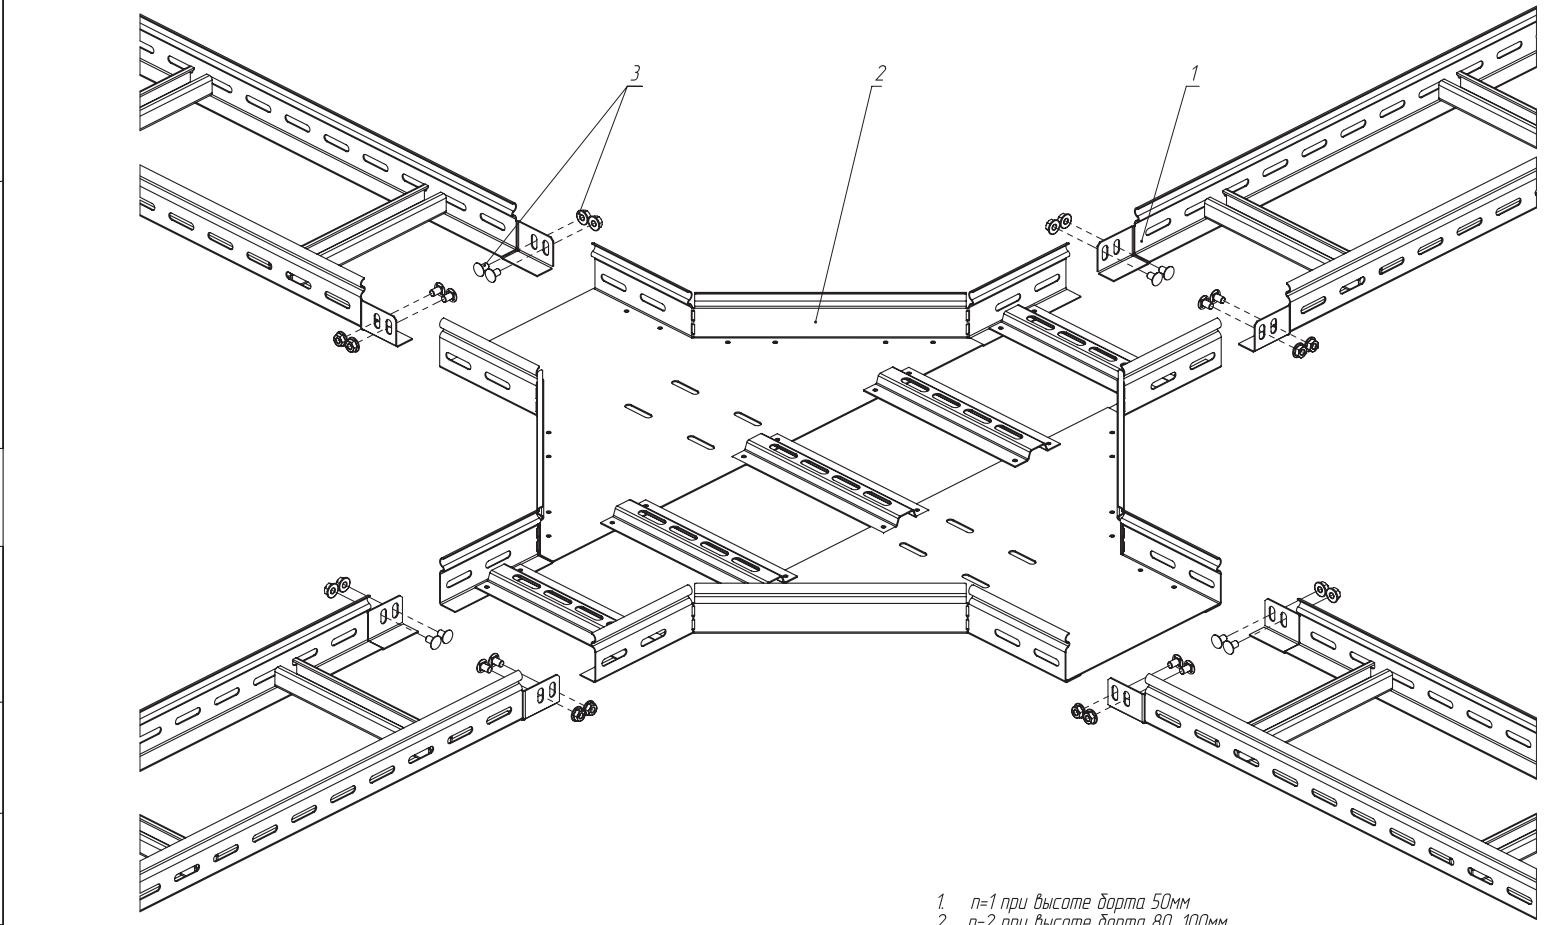 3
2
1
1. n=1 при высоте борта 50мм
2. n=2 при высоте борта 80, 100мм